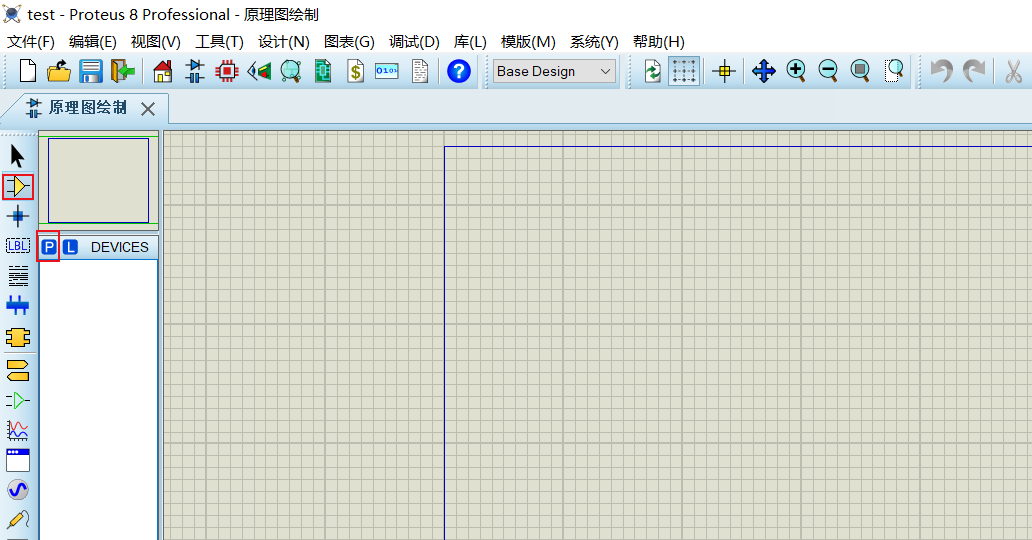 test - Proteus 8 Professional - 原理图绘制
文件(F) 编辑(E) 视图(V) 工具(T) 设计(N) 图表(G) 调试(D) 库(L) 模版(M) 系统(Y) 帮助(H)
$ 0101 ? Base Design
原理图绘制
LBL
P L DEVICES